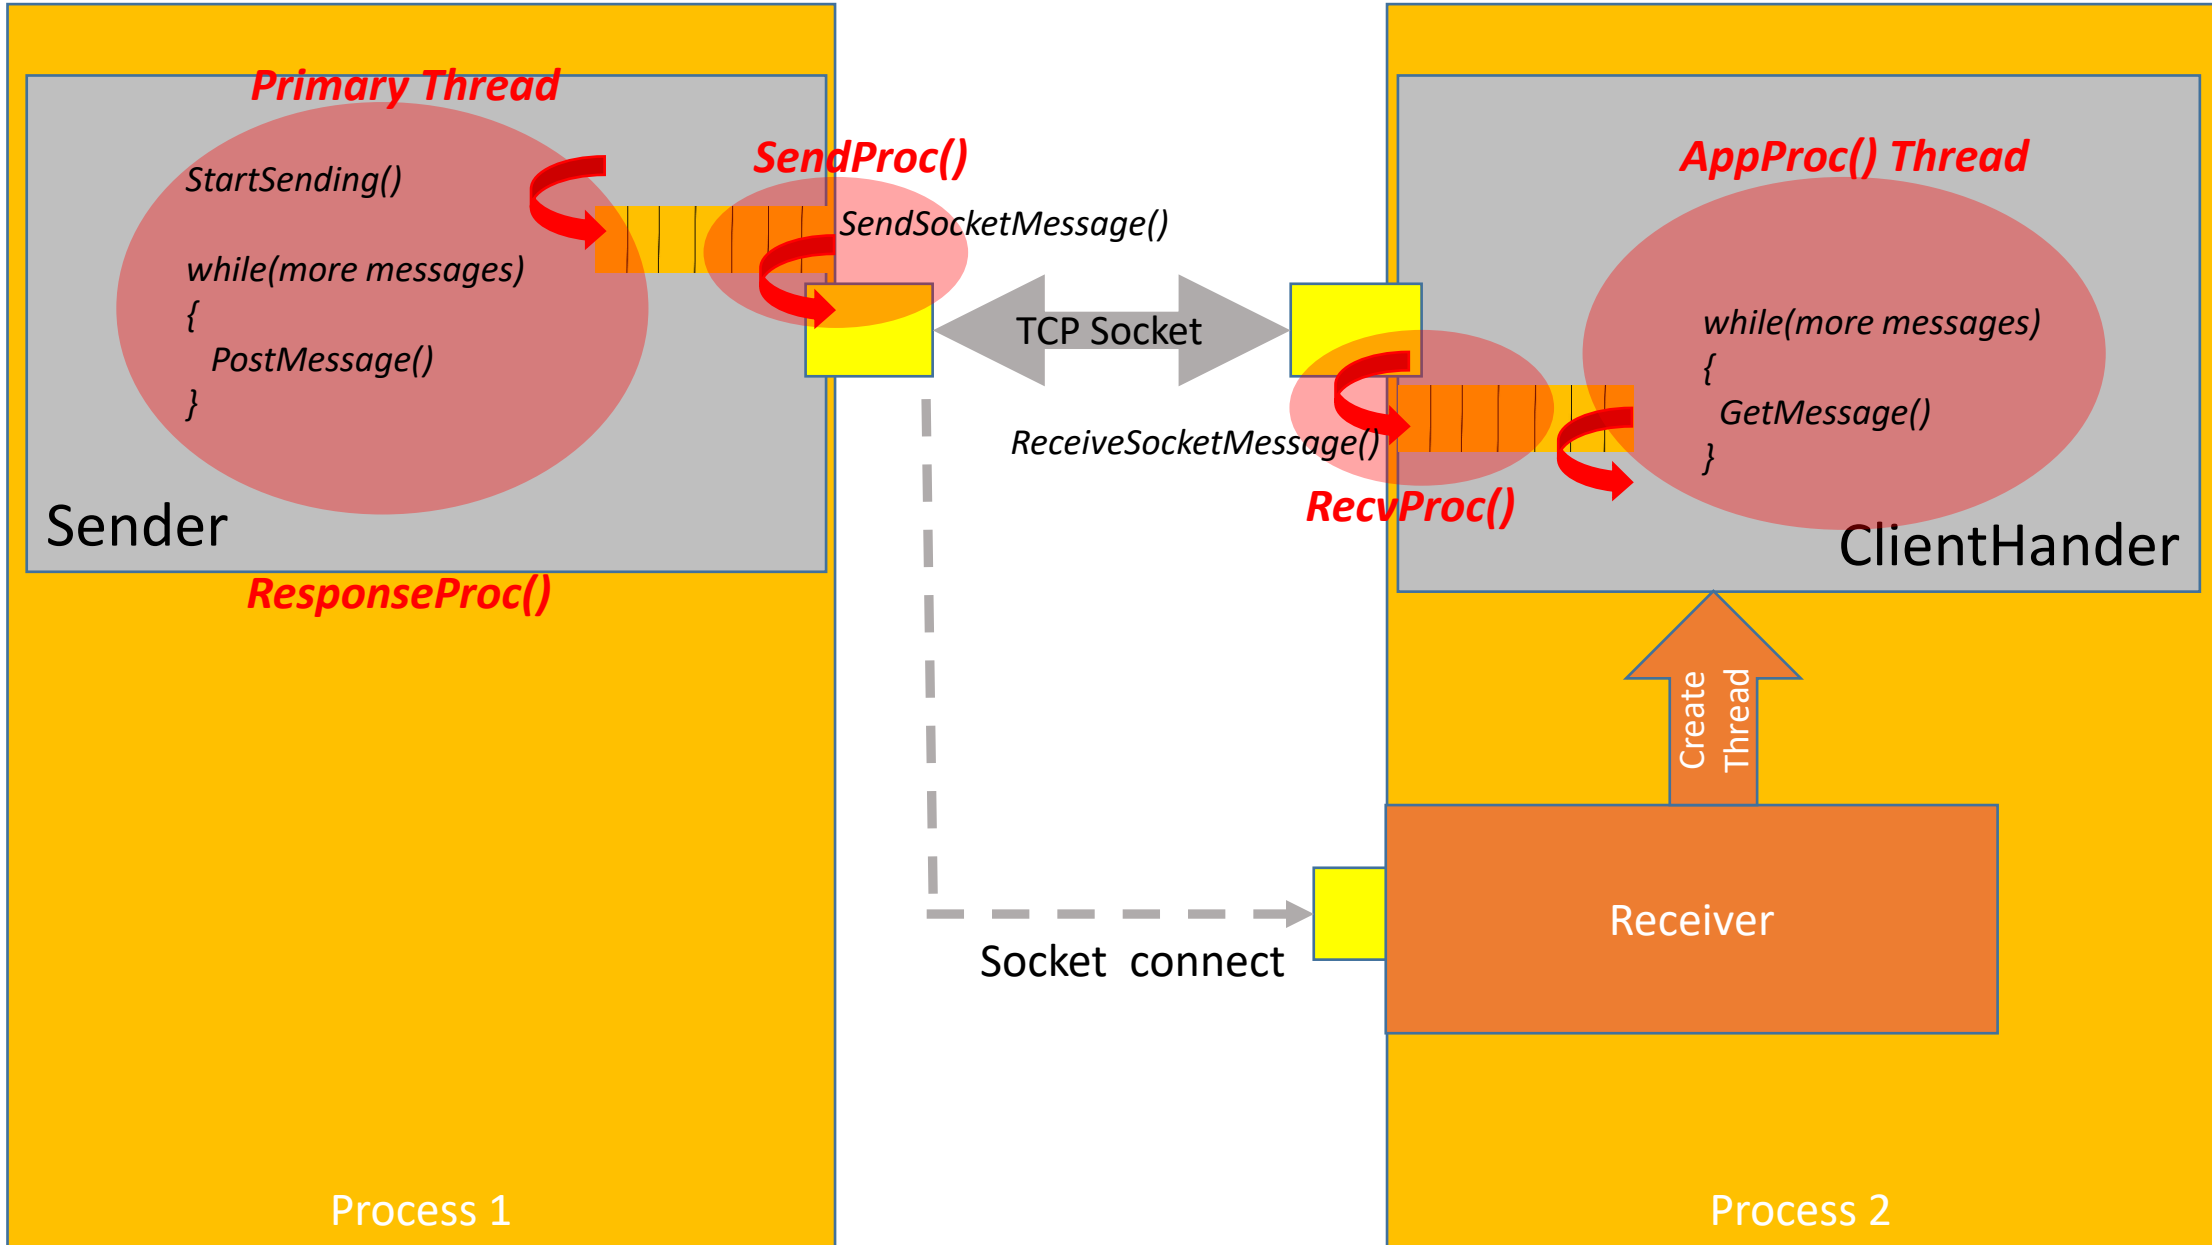 Primary Thread
StartSending()
while(more messages)
{
PostMessage()
}
Sender
ResponseProc()
SendProc()
SendSocketMessage()
TCP Socket
ReceiveSocketMessage()
RecvProc()
AppProc() Thread
while(more messages)
{
GetMessage()
}
ClientHander
Create
Thread
Receiver
Socket connect
Process 1
Process 2